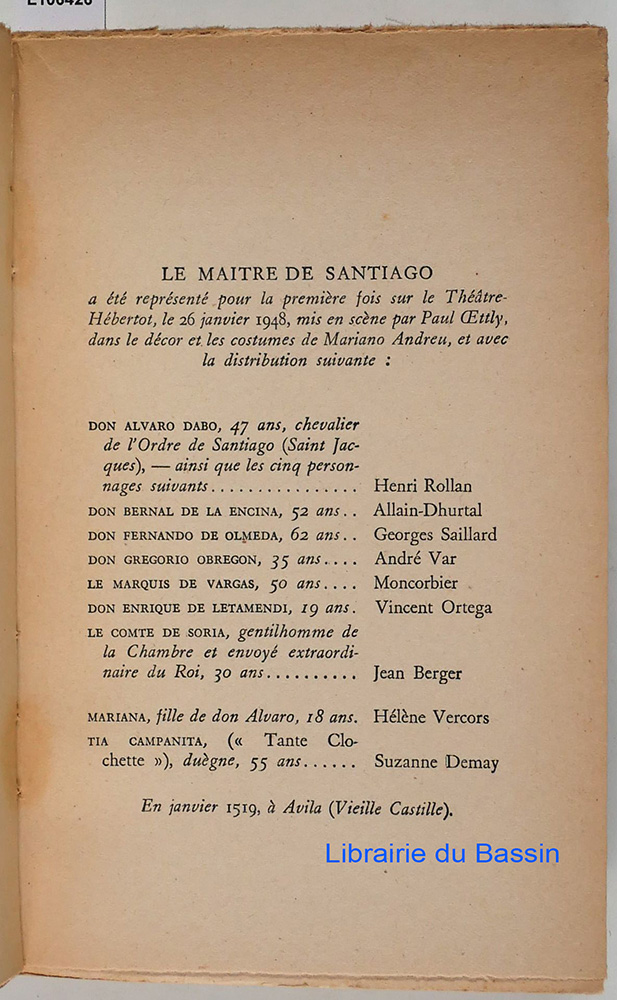 LE MAITRE DE SANTIAGO
a été représenté pour la première fois sur le Théâtre-
Hébertot, le 26 janvier 1948, mis en scène par Paul Œttly,
dans le décor et les costumes de Mariano Andreu, et avec
la distribution suivante :
DON ALVARO DABO, 47 ans, chevalier
de l'Ordre de Santiago (Saint Jac-
ques), — ainsi que les cinq person-
nages suivants................ Henri Rollan
DON BERNAL DE LA ENCINA, 52 ans.. Allain-Dhurtal
DON FERNANDO DE OLMEDA, 62 ans.. Georges Saillard
DON GREGORIO OBREGON, 35 ans.... André Var
LE MARQUIS DE VARGAS, 50 ans.... Moncorbier
DON ENRIQUE DE LETAMENDI, 19 ans. Vincent Ortega
LE COMTE DE SORIA, gentilhomme de
la Chambre et envoyé extraordi-
naire du Roi, 30 ans.......... Jean Berger
MARIANA, fille de don Alvaro, 18 ans. Hélène Vercors
TIA CAMPANITA, (« Tante Clo-
chette »), duègne, 55 ans...... Suzanne Demay
En janvier 1519, à Avila (Vieille Castille).
Librairie du Bassin